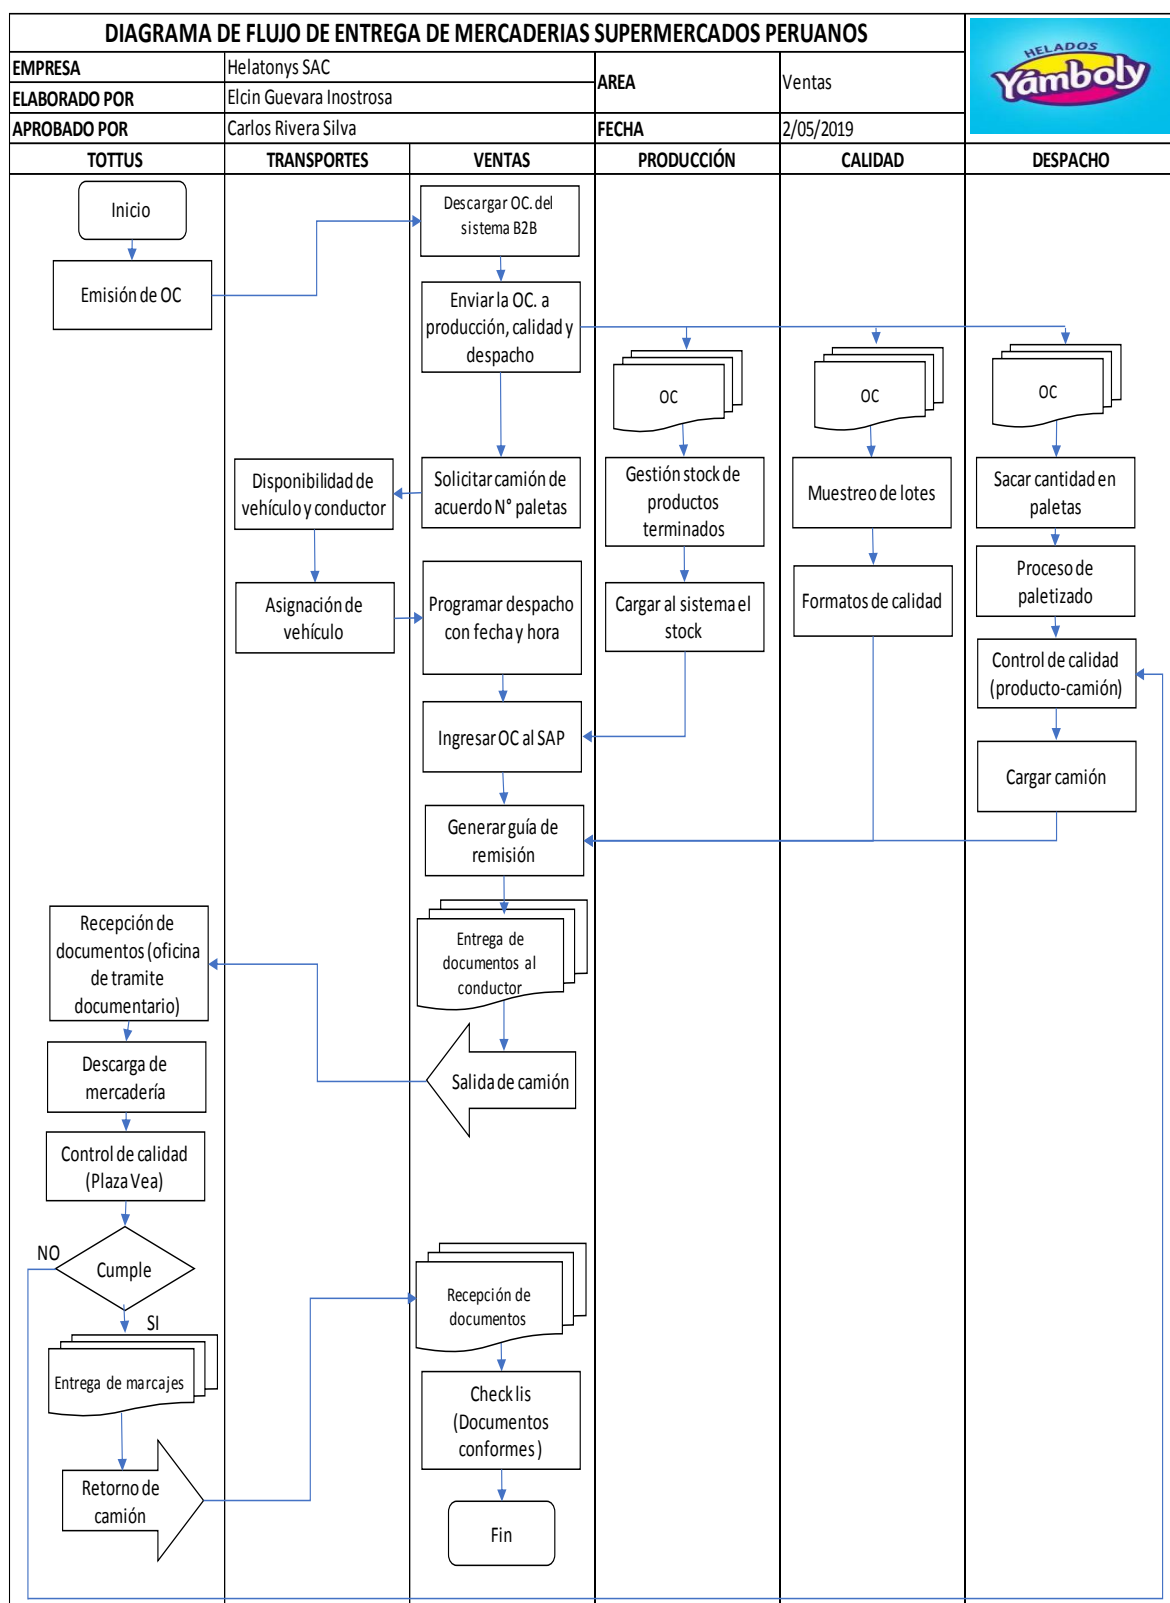 DIAGRAMA DE FLUJO DE ENTREGA DE MERCADERIAS SUPERMERCADOS PERUANOS
HELADOS
Yámboly
EMPRESA
Helatonys SAC
AREA
Ventas
ELABORADO POR
Elcin Guevara Inostrosa
APROBADO POR
Carlos Rivera Silva
FECHA
2/05/2019
TOTTUS
TRANSPORTES
VENTAS
PRODUCCIÓN
CALIDAD
DESPACHO
Inicio
Descargar OC. del
sistema B2B
Emisión de OC
Enviar la OC. a
producción, calidad y
despacho
OC
OC
OC
Disponibilidad de
vehículo y conductor
Solicitar camión de
acuerdo N° paletas
Gestión stock de
productos
terminados
Muestreo de lotes
Sacar cantidad en
paletas
Asignación de
vehículo
Programar despacho
con fecha y hora
Cargar al sistema el
stock
Formatos de calidad
Proceso de
paletizado
Control de calidad
(producto-camión)
Ingresar OC al SAP
Cargar camión
Generar guía de
remisión
Recepción de
documentos (oficina
de tramite
documentario)
Entrega de
documentos al
conductor
Descarga de
mercadería
Salida de camión
Control de calidad
(Plaza Vea)
NO
Cumple
SI
Recepción de
documentos
Entrega de marcajes
Check lis
(Documentos
conformes )
Retorno de
camión
Fin